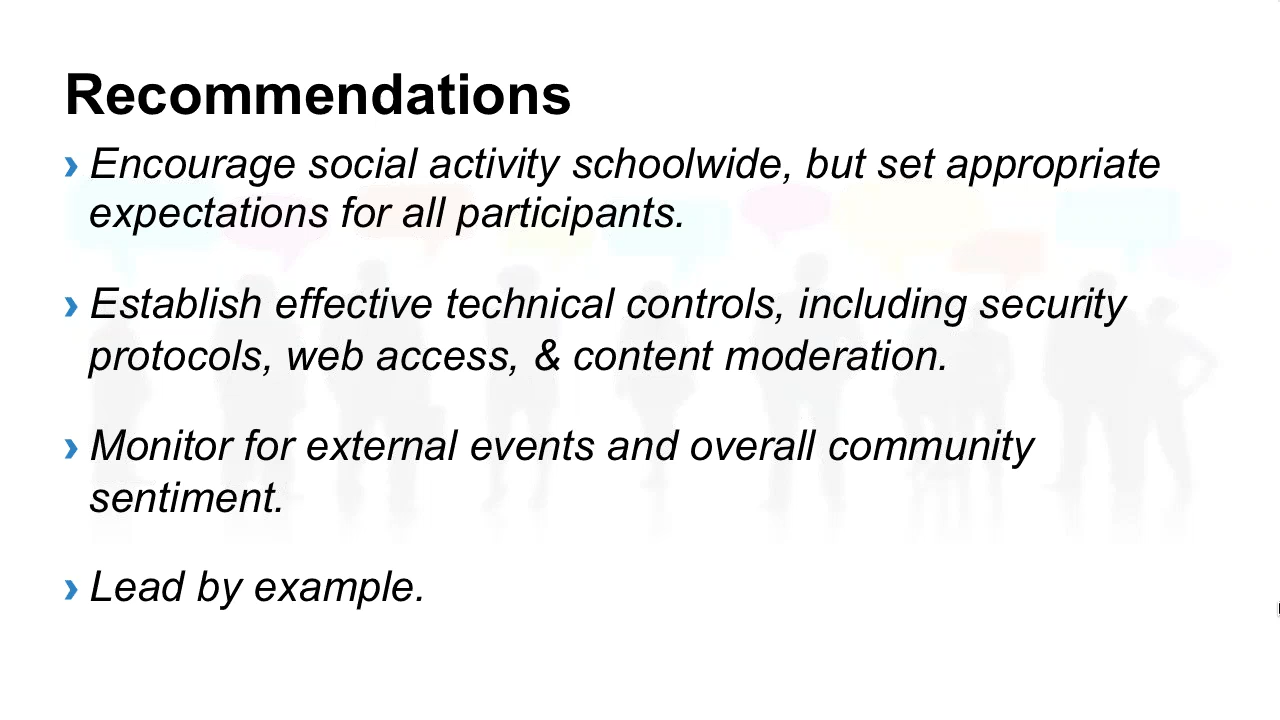 Recommendations
› Encourage social activity schoolwide, but set appropriate
expectations for all participants.
› Establish effective technical controls, including security
protocols, web access, & content moderation.
› Monitor for external events and overall community
sentiment.
› Lead by example.